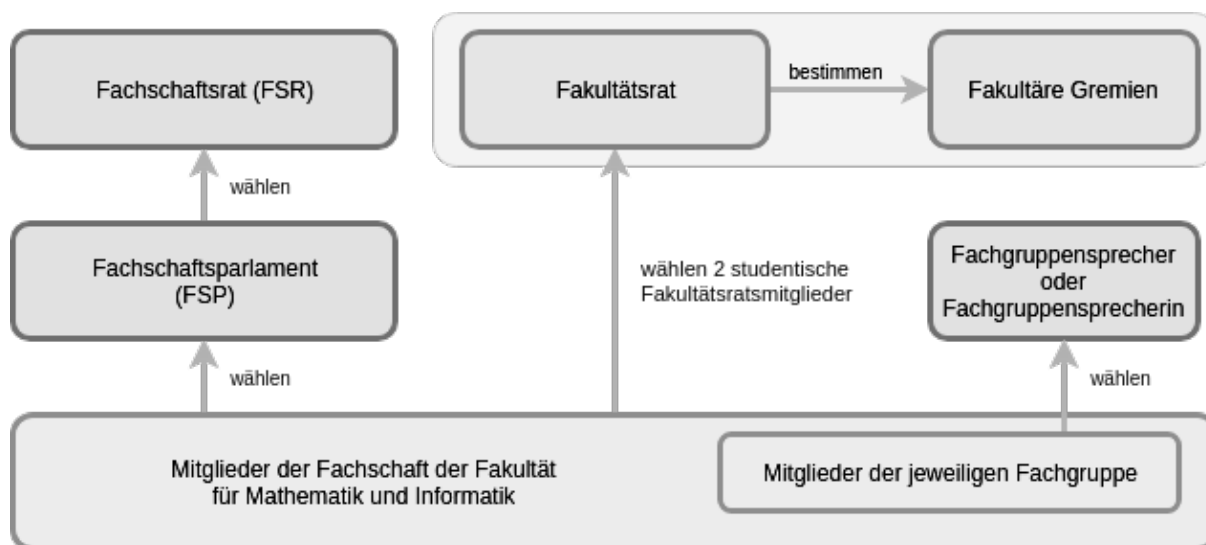 Fachschaftsrat (FSR)
Fakultätsrat
bestimmen
Fakultäre Gremien
wählen
Fachschaftsparlament
(FSP)
wählen 2 studentische
Fakultätsratsmitglieder
Fachgruppensprecher
oder
Fachgruppensprecherin
wählen
wählen
Mitglieder der Fachschaft der Fakultät
für Mathematik und Informatik
Mitglieder der jeweiligen Fachgruppe